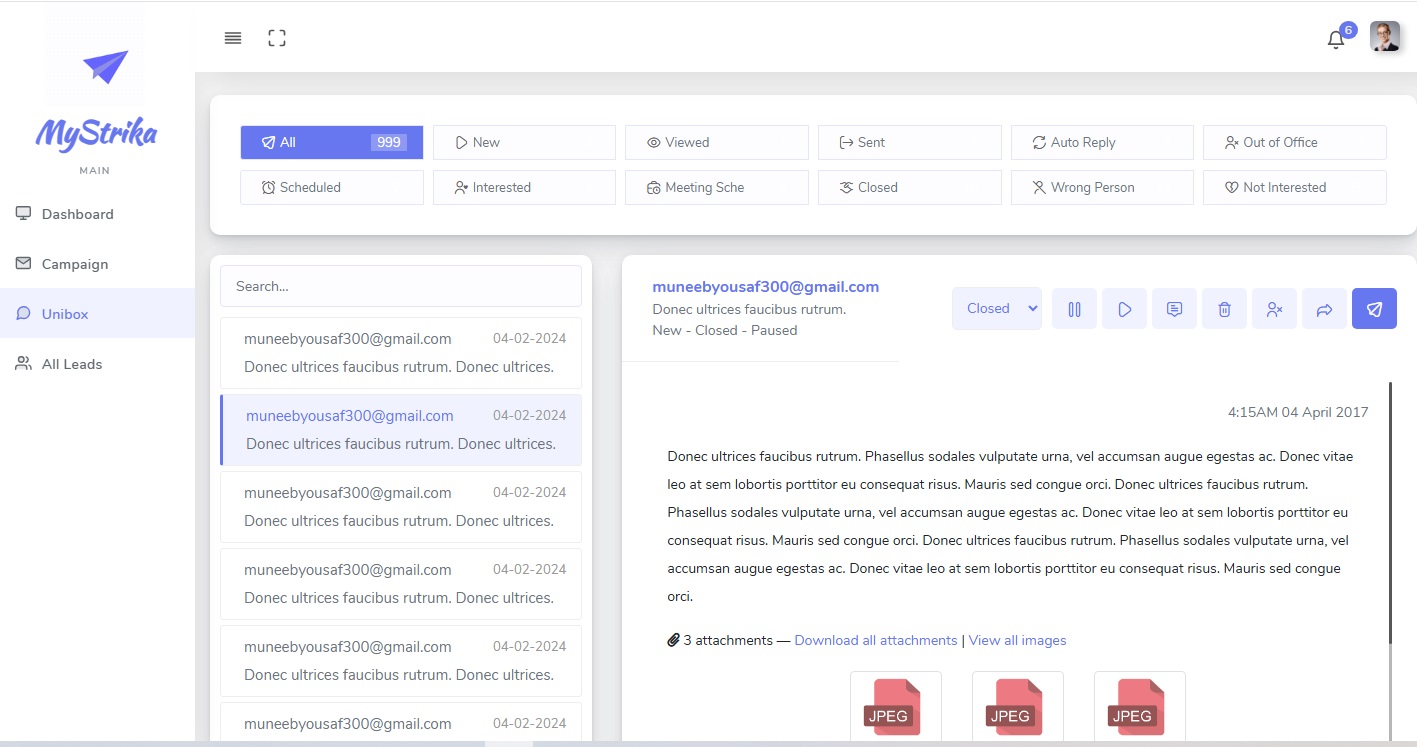 6
MyStrika
MAIN
Dashboard
Campaign
Unibox
All Leads
All 999
New
Viewed
Sent
Auto Reply
Out of Office
Scheduled
Interested
Meeting Sche
Closed
Wrong Person
Not Interested
Search...
muneebyousaf300@gmail.com 04-02-2024
Donec ultrices faucibus rutrum. Donec ultrices.
muneebyousaf300@gmail.com 04-02-2024
Donec ultrices faucibus rutrum. Donec ultrices.
muneebyousaf300@gmail.com 04-02-2024
Donec ultrices faucibus rutrum. Donec ultrices.
muneebyousaf300@gmail.com 04-02-2024
Donec ultrices faucibus rutrum. Donec ultrices.
muneebyousaf300@gmail.com 04-02-2024
Donec ultrices faucibus rutrum. Donec ultrices.
muneebyousaf300@gmail.com 04-02-2024
muneebyousaf300@gmail.com
Donec ultrices faucibus rutrum.
New - Closed - Paused
Closed
4:15AM 04 April 2017
Donec ultrices faucibus rutrum. Phasellus sodales vulputate urna, vel accumsan augue egestas ac. Donec vitae
leo at sem lobortis porttitor eu consequat risus. Mauris sed congue orci. Donec ultrices faucibus rutrum.
Phasellus sodales vulputate urna, vel accumsan augue egestas ac. Donec vitae leo at sem lobortis porttitor eu
consequat risus. Mauris sed congue orci. Donec ultrices faucibus rutrum. Phasellus sodales vulputate urna, vel
accumsan augue egestas ac. Donec vitae leo at sem lobortis porttitor eu consequat risus. Mauris sed congue
orci.
3 attachments — Download all attachments | View all images
JPEG JPEG JPEG